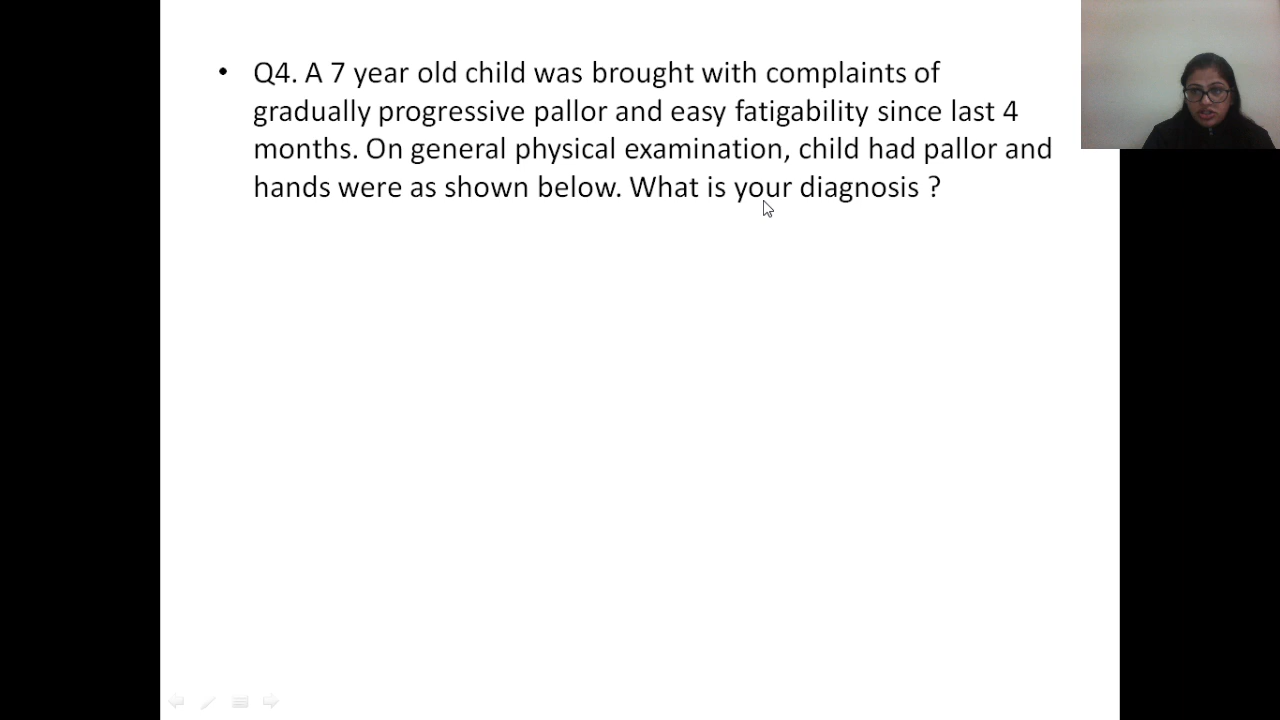 • Q4. A 7 year old child was brought with complaints of
gradually progressive pallor and easy fatigability since last 4
months. On general physical examination, child had pallor and
hands were as shown below. What is your diagnosis ?